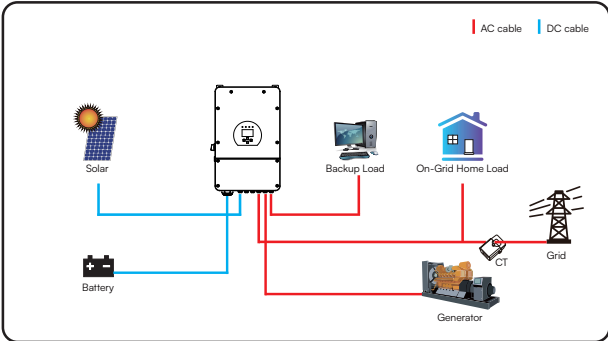 AC cable
DC cable
Solar
Backup Load
On-Grid Home Load
CT
Grid
Battery
Generator